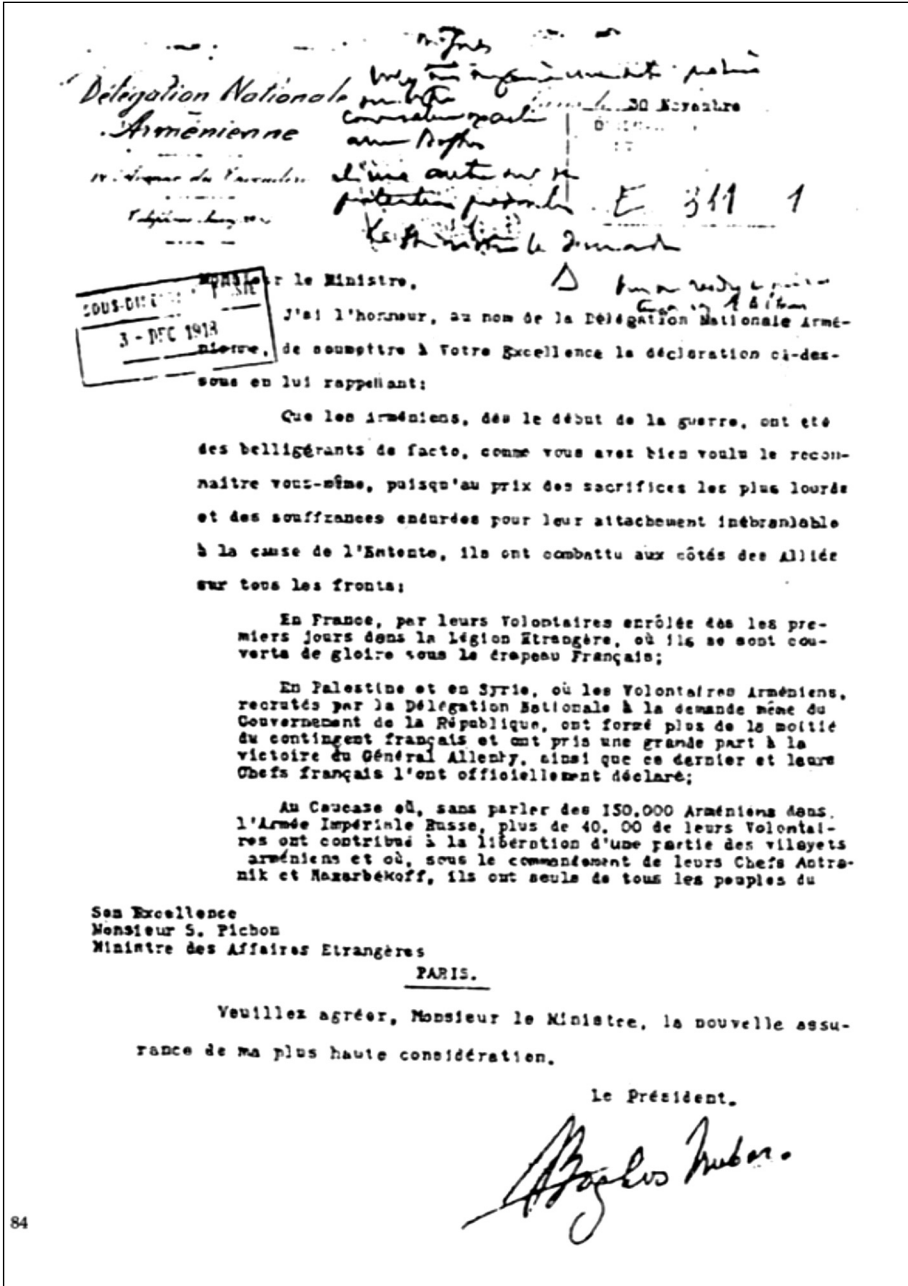 Délégation Nationale
Arménienne
30 Novembre
E 311 1
Monsieur le Ministre,
3 - DEC 1918
J'ai l'honneur, au nom de la Délégation Nationale Armé-
nienne, de soumettre à Votre Excellence la déclaration ci-des-
sous en lui rappelant:
Que les Arméniens, dès le début de la guerre, ont eté
des belligérants de facto, comme vous avez bien voulu le recon-
naître vous-même, puisqu'au prix des sacrifices les plus lourds
et des souffrances endurées pour leur attachement inébranlable
à la cause de l'Entente, ils ont combattu aux côtés des Alliés
sur tous les fronts:
En France, par leurs Volontaires enrôlés dès les pre-
miers jours dans la Légion Etrangère, où ils se sont cou-
verts de gloire sous le drapeau Français;
En Palestine et en Syrie, où les Volontaires Arméniens,
recrutés par la Délégation Nationale à la demande même du
Gouvernement de la République, ont formé plus de la moitié
du contingent français et ont pris une grande part à la
victoire du Général Allenby, ainsi que ce dernier et leurs
Chefs français l'ont officiellement déclaré;
Au Caucase où, sans parler des 150.000 Arméniens dans
l'Armée Impériale Russe, plus de 40. 00 de leurs Volontai-
res ont contribué à la libération d'une partie des vilayets
arméniens et où, sous le commandement de leurs Chefs Antra-
nik et Nazarbékoff, ils ont seuls de tous les peuples du
Son Excellence
Monsieur S. Pichon
Ministre des Affaires Etrangères
PARIS.
Veuillez agréer, Monsieur le Ministre, la nouvelle assu-
rance de ma plus haute considération.
Le Président.
Boghos Nubar.
84